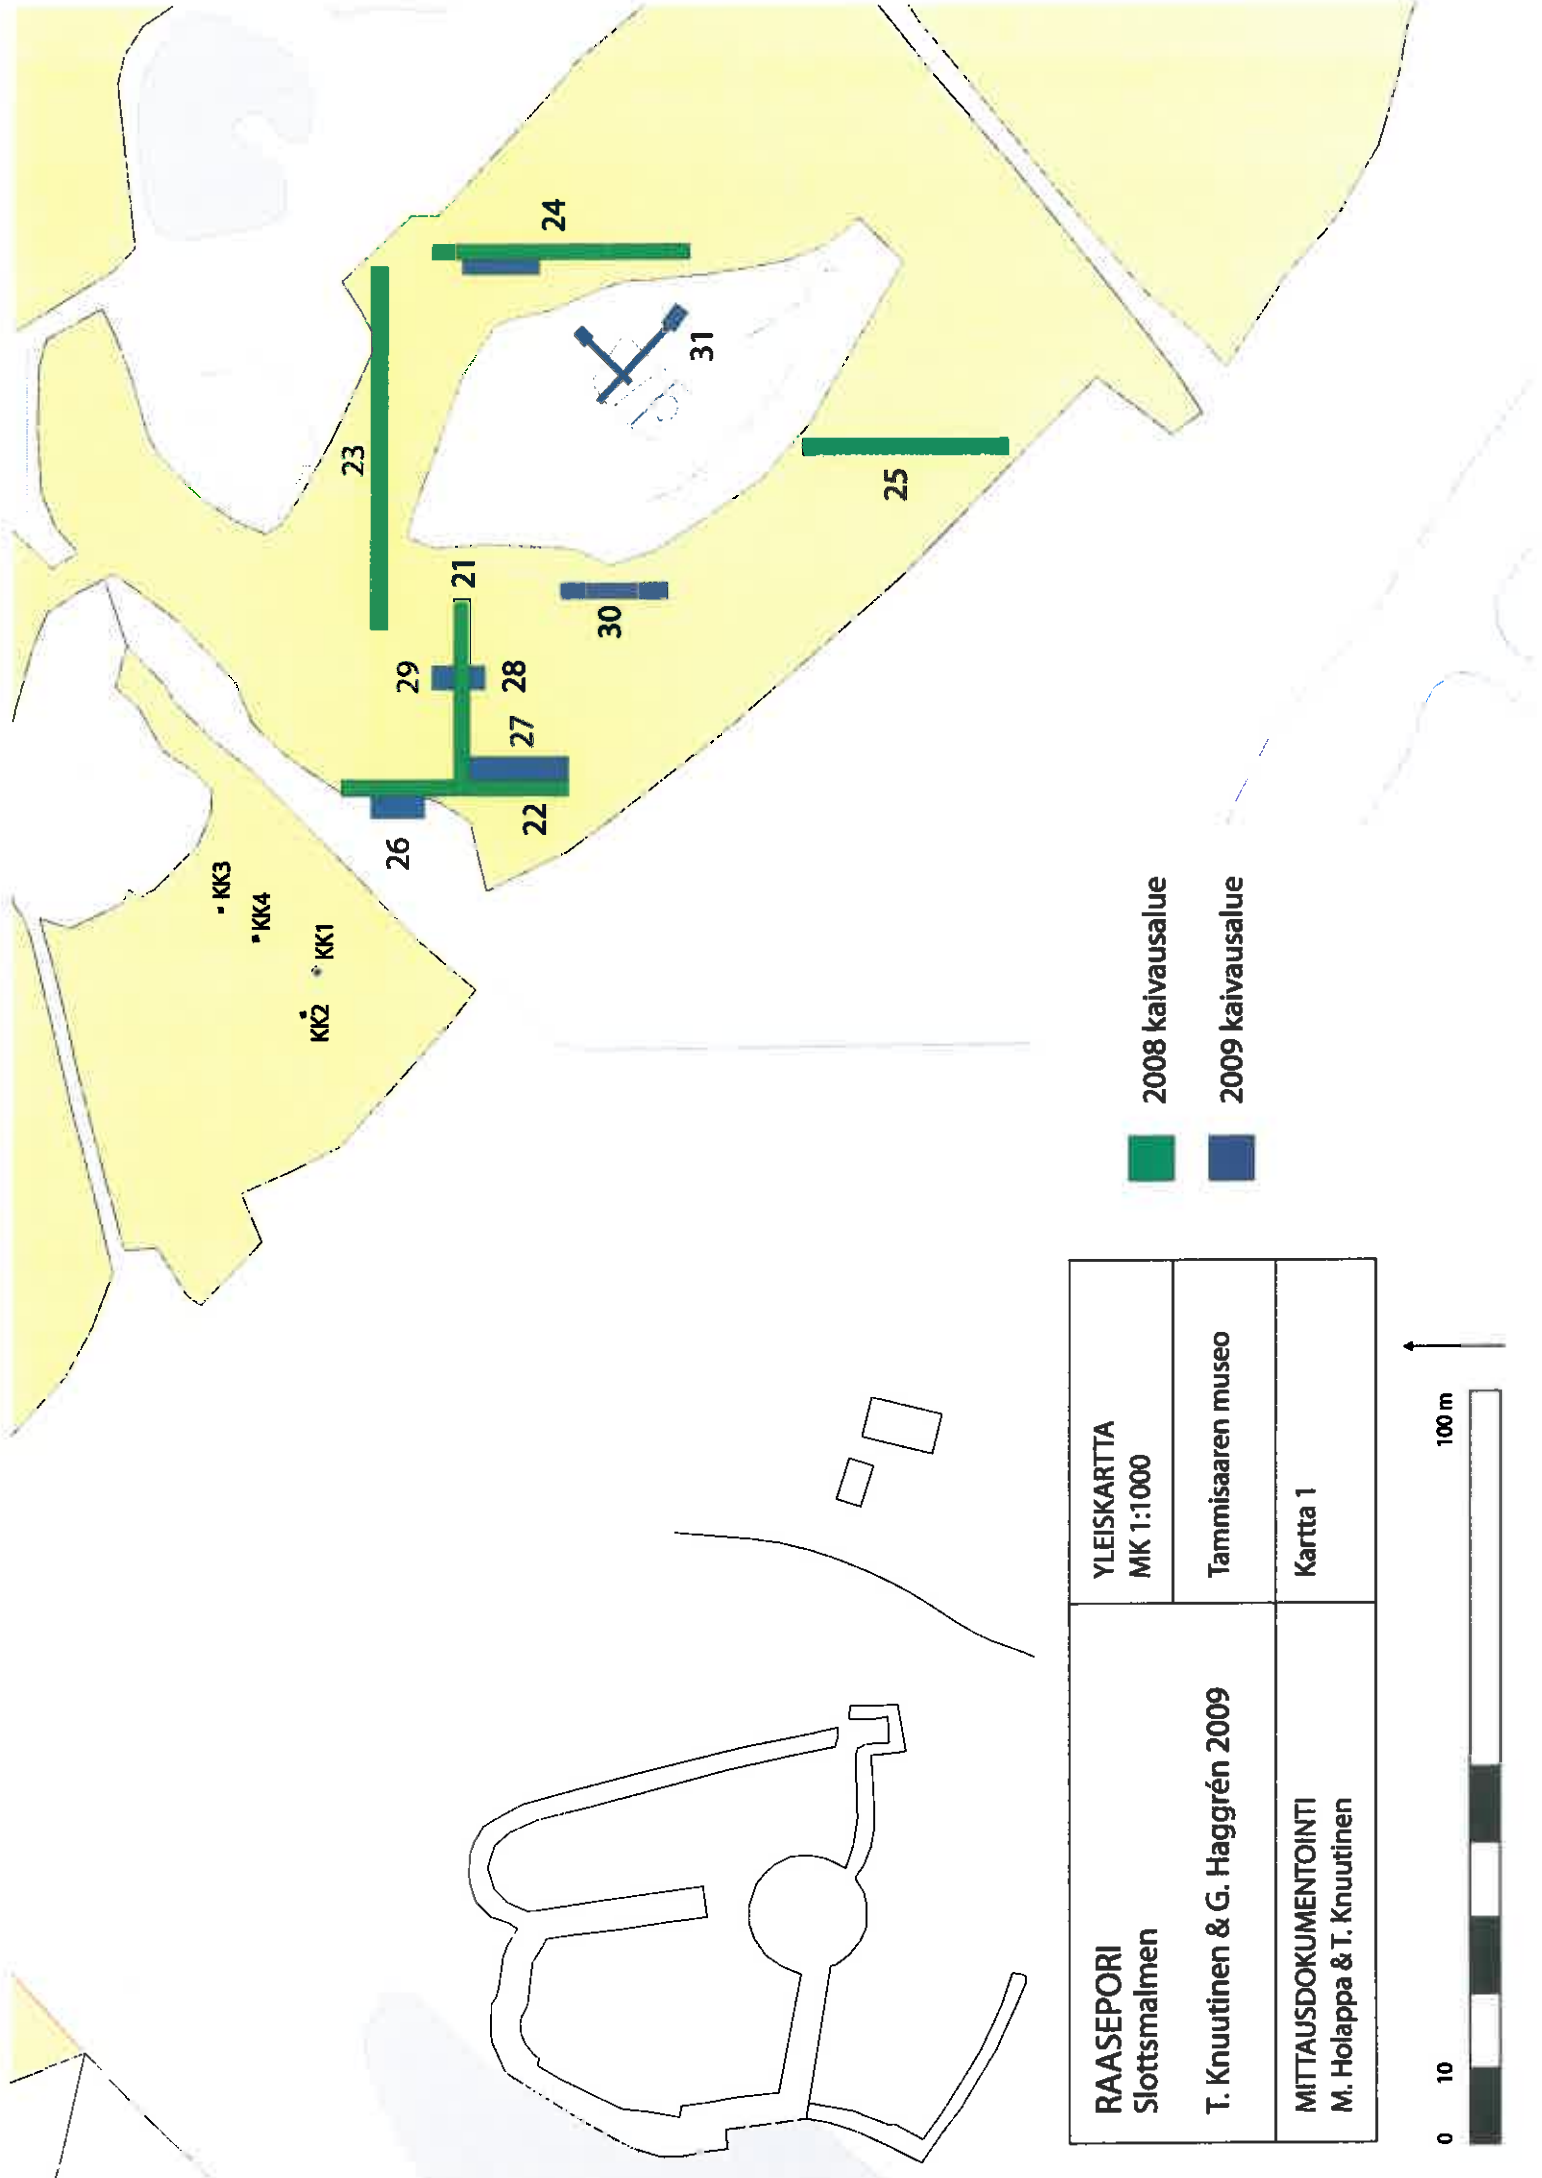 KK3
KK4
KK1
KK2
23
24
21
29
28
27
26
22
30
31
25
2008 kaivausalue
2009 kaivausalue
RAASEPORI
Slottsmalmen
T. Knuutinen & G. Haggrén 2009
YLEISKARTTA
MK 1:1000
Tammisaaren museo
MITTAUSDOKUMENTOINTI
M. Holappa & T. Knuutinen
Kartta 1
0
10
100 m